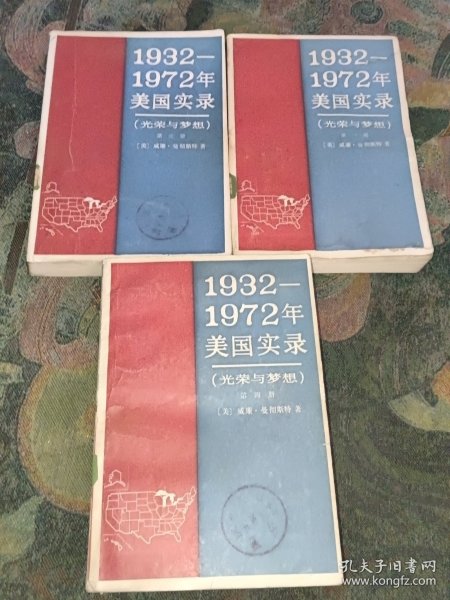 1932—
1972年
美国实录
(光荣与梦想)
[美] 威廉·曼彻斯特 著
1932—
1972年
美国实录
(光荣与梦想)
[美] 威廉·曼彻斯特 著
1932—
1972年
美国实录
(光荣与梦想)
第四册
[美] 威廉·曼彻斯特 著
孔夫子旧书网
www.kongfz.com